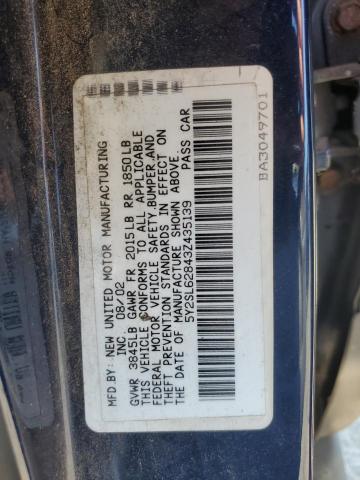 MFD.BY: NEW UNITED MOTOR MANUFACTURING
INC. 08/02
GVWR 3845LB GAWR FR 2015LB RR 1850LB
THIS VEHICLE CONFORMS TO ALL APPLICABLE
FEDERAL MOTOR VEHICLE SAFETY,BUMPER,AND
THEFT PREVENTION STANDARDS IN EFFECT ON
THE DATE OF MANUFACTURE SHOWN ABOVE.
5Y2SL62843Z435139 PASS CAR
BA3049701